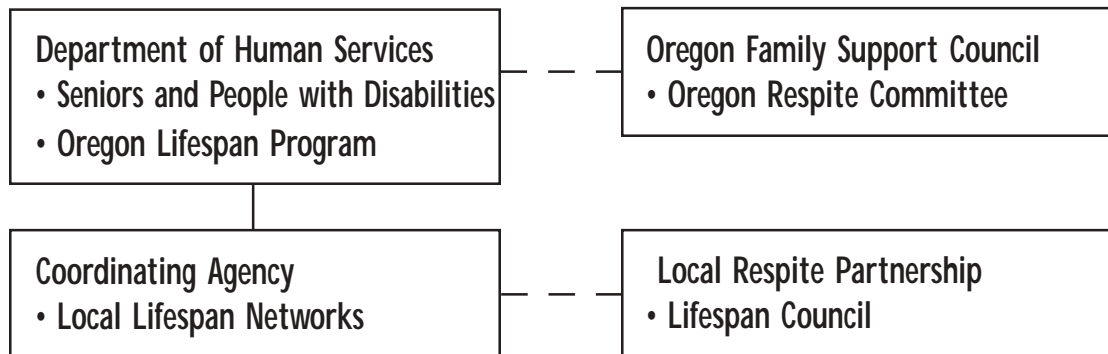 Department of Human Services
• Seniors and People with Disabilities
• Oregon Lifespan Program
Oregon Family Support Council
• Oregon Respite Committee
Coordinating Agency
• Local Lifespan Networks
Local Respite Partnership
• Lifespan Council